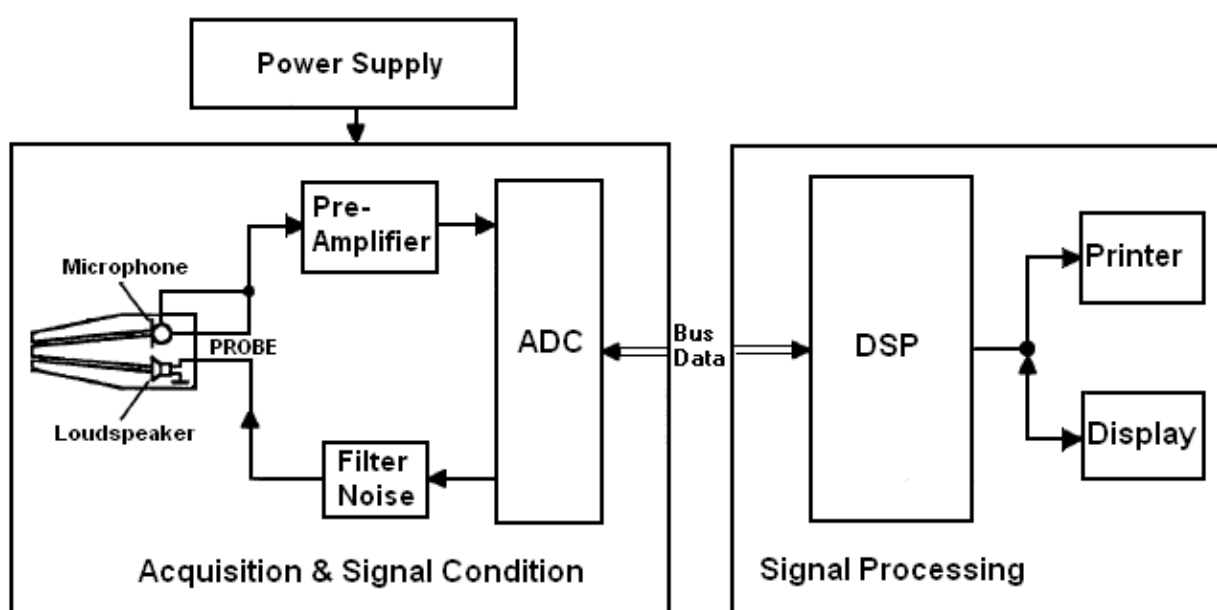 Power Supply
Pre-
Amplifier
Microphone
PROBE
Loudspeaker
ADC
Filter
Noise
Acquisition & Signal Condition
Bus
Data
DSP
Printer
Display
Signal Processing